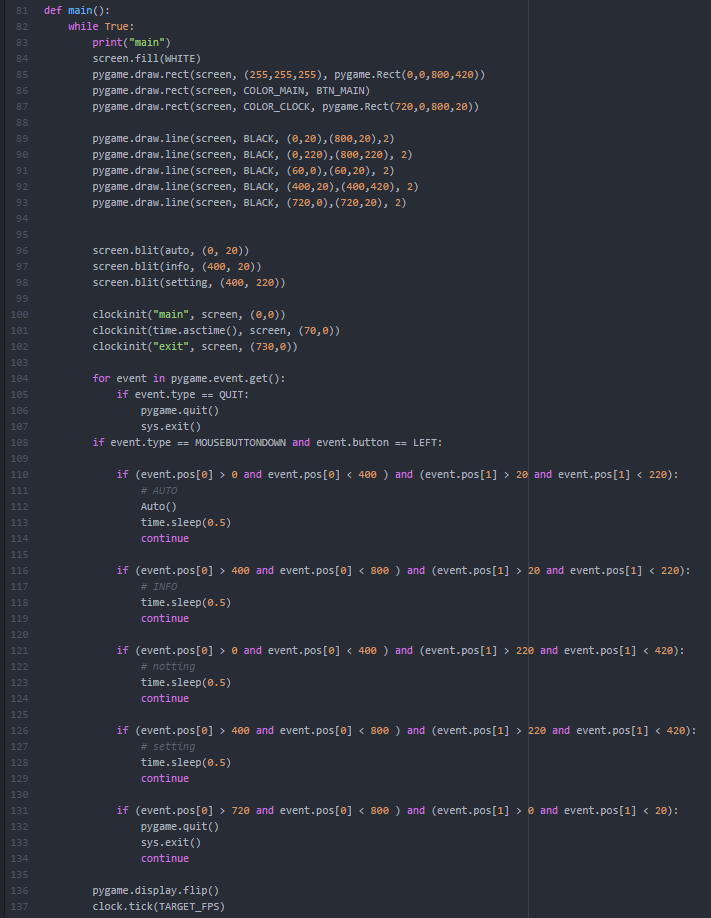 81 def main():
82     while True:
83         print("main")
84         screen.fill(WHITE)
85         pygame.draw.rect(screen, (255,255,255), pygame.Rect(0,0,800,420))
86         pygame.draw.rect(screen, COLOR_MAIN, BTN_MAIN)
87         pygame.draw.rect(screen, COLOR_CLOCK, pygame.Rect(720,0,800,20))
88
89         pygame.draw.line(screen, BLACK, (0,20),(800,20),2)
90         pygame.draw.line(screen, BLACK, (0,220),(800,220), 2)
91         pygame.draw.line(screen, BLACK, (60,0),(60,20), 2)
92         pygame.draw.line(screen, BLACK, (400,20),(400,420), 2)
93         pygame.draw.line(screen, BLACK, (720,0),(720,20), 2)
94
95
96         screen.blit(auto, (0, 20))
97         screen.blit(info, (400, 20))
98         screen.blit(setting, (400, 220))
99
100         clockinit("main", screen, (0,0))
101         clockinit(time.asctime(), screen, (70,0))
102         clockinit("exit", screen, (730,0))
103
104         for event in pygame.event.get():
105             if event.type == QUIT:
106                 pygame.quit()
107                 sys.exit()
108         if event.type == MOUSEBUTTONDOWN and event.button == LEFT:
109
110             if (event.pos[0] > 0 and event.pos[0] < 400 ) and (event.pos[1] > 20 and event.pos[1] < 220):
111                 # AUTO
112                 Auto()
113                 time.sleep(0.5)
114                 continue
115
116             if (event.pos[0] > 400 and event.pos[0] < 800 ) and (event.pos[1] > 20 and event.pos[1] < 220):
117                 # INFO
118                 time.sleep(0.5)
119                 continue
120
121             if (event.pos[0] > 0 and event.pos[0] < 400 ) and (event.pos[1] > 220 and event.pos[1] < 420):
122                 # notting
123                 time.sleep(0.5)
124                 continue
125
126             if (event.pos[0] > 400 and event.pos[0] < 800 ) and (event.pos[1] > 220 and event.pos[1] < 420):
127                 # setting
128                 time.sleep(0.5)
129                 continue
130
131             if (event.pos[0] > 720 and event.pos[0] < 800 ) and (event.pos[1] > 0 and event.pos[1] < 20):
132                 pygame.quit()
133                 sys.exit()
134                 continue
135
136         pygame.display.flip()
137         clock.tick(TARGET_FPS)